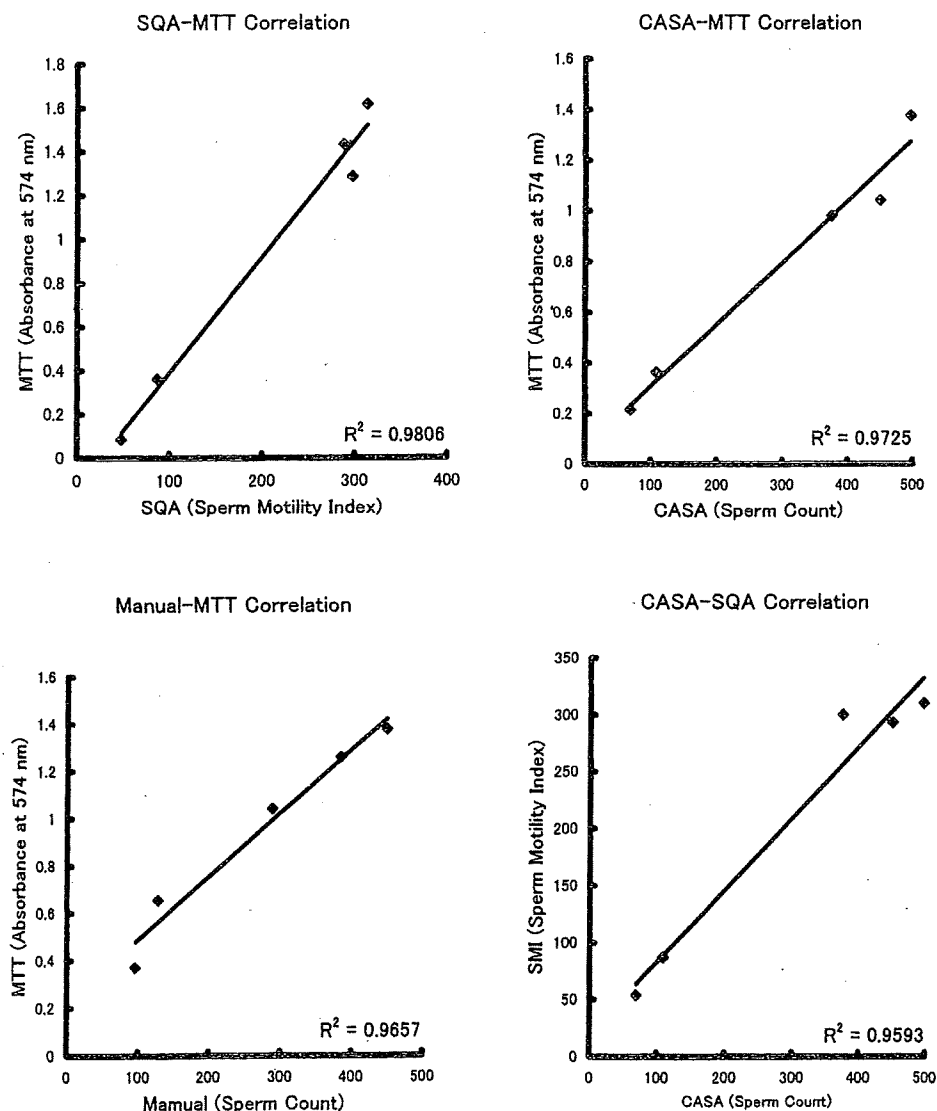 SQA-MTT Correlation
MTT (Absorbance at 574 nm)
1.8
1.6
1.4
1.2
1
0.8
0.6
0.4
0.2
0
R² = 0.9806
0 100 200 300 400
SQA (Sperm Motility Index)
CASA-MTT Correlation
MTT (Absorbance at 574 nm)
1.6
1.4
1.2
1
0.8
0.6
0.4
0.2
0
R² = 0.9725
0 100 200 300 400 500
CASA (Sperm Count)
Manual-MTT Correlation
MTT (Absorbance at 574 nm)
1.6
1.4
1.2
1
0.8
0.6
0.4
0.2
0
R² = 0.9657
0 100 200 300 400 500
Mamual (Sperm Count)
CASA-SQA Correlation
SMI (Sperm Motility Index)
350
300
250
200
150
100
50
0
R² = 0.9593
0 100 200 300 400 500
CASA (Sperm Count)